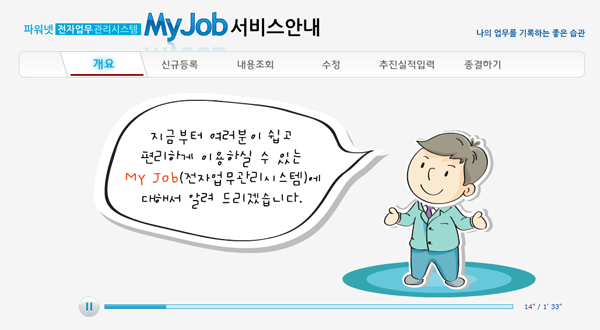 파워넷 전자업무 관리시스템 My Job 서비스안내
나의 업무를 기록하는 좋은 습관
개요 신규등록 내용조회 수정 추진실적입력 종결하기
지금부터 여러분이 쉽고
편리하게 이용하실 수 있는
My Job(전자업무관리시스템)에
대해서 알려 드리겠습니다.
14" / 1' 33"